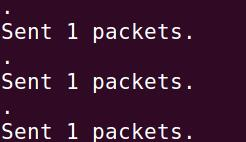 .
Sent 1 packets.
.
Sent 1 packets.
.
Sent 1 packets.